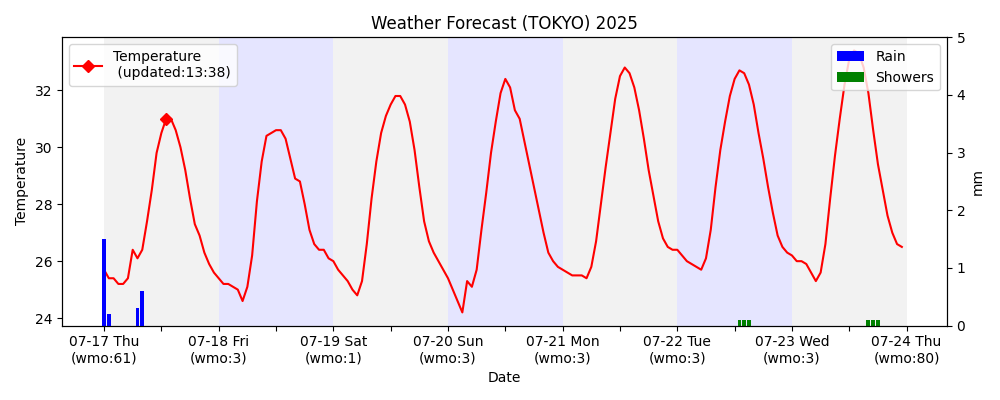 Weather Forecast (TOKYO) 2025
Temperature
(updated:13:38)
Rain
Showers
Temperature
32
30
28
26
24
5
4
3
2
1
0
mm
07-17 Thu 07-18 Fri 07-19 Sat 07-20 Sun 07-21 Mon 07-22 Tue 07-23 Wed 07-24 Thu
(wmo:61) (wmo:3) (wmo:1) (wmo:3) (wmo:3) (wmo:3) (wmo:3) (wmo:80)
Date